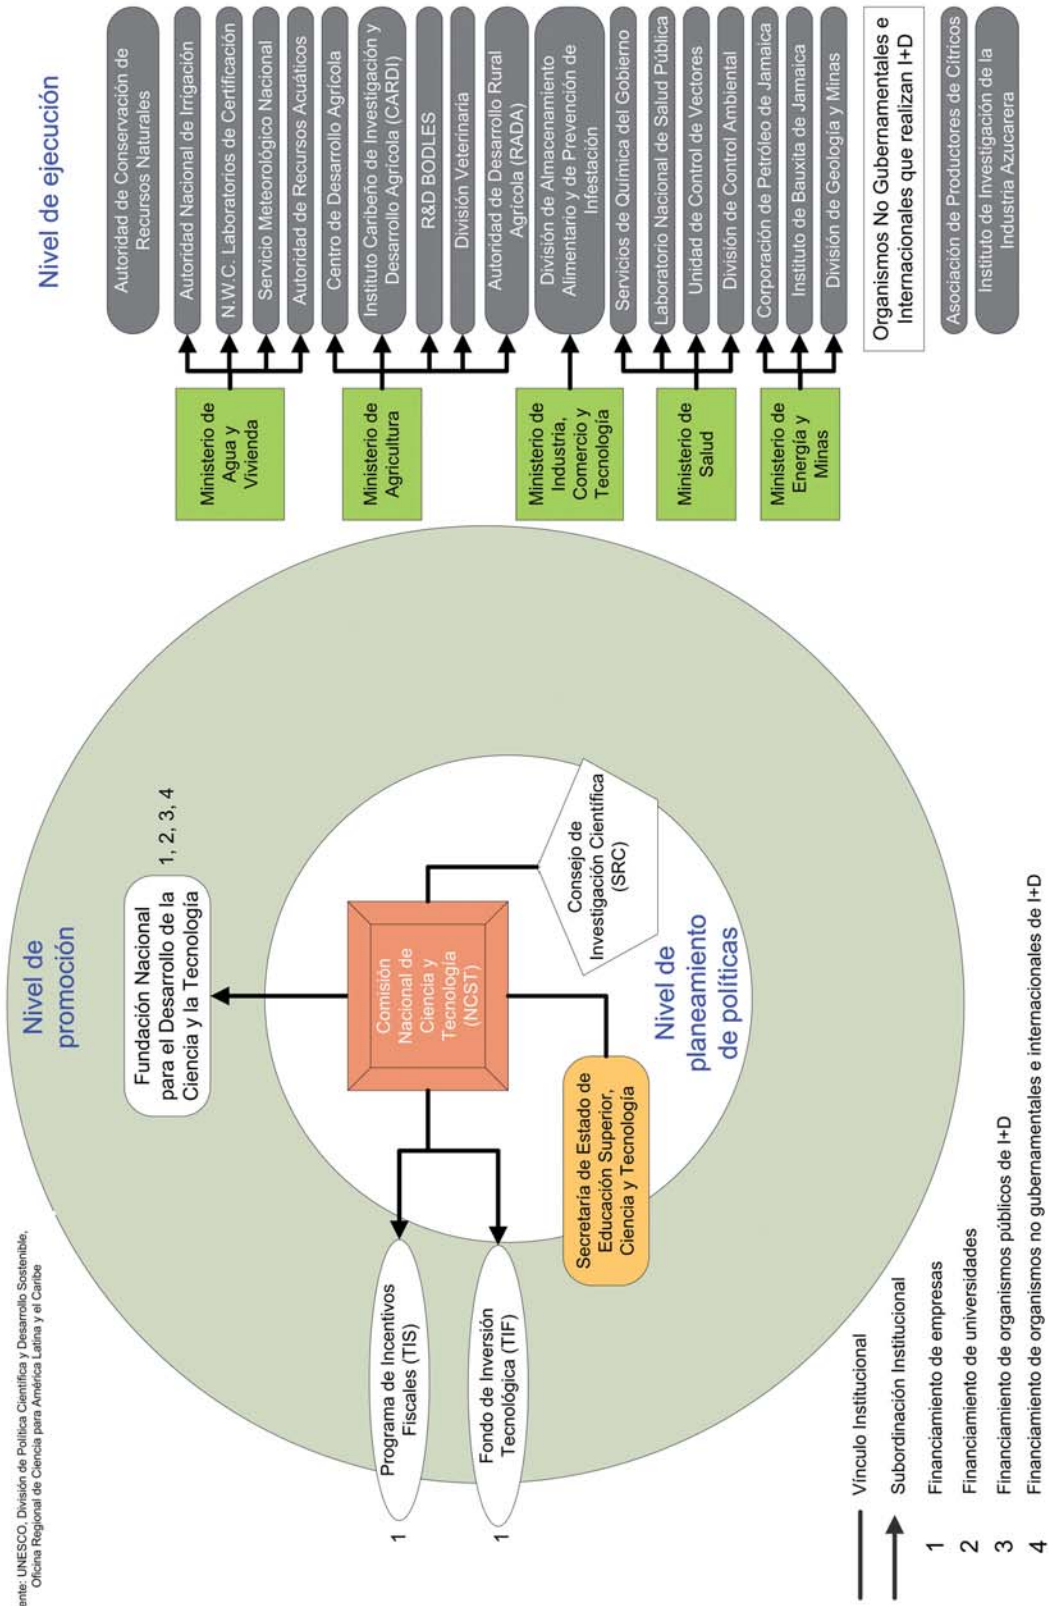 ente: UNESCO, División de Política Científica y Desarrollo Sostenible,
Oficina Regional de Ciencia para América Latina y el Caribe
Nivel de
promoción
Fundación Nacional
para el Desarrollo de la
Ciencia y la Tecnología
1, 2, 3, 4
Programa de Incentivos
Fiscales (TIS)
1
Fondo de Inversión
Tecnológica (TIF)
1
Comisión
Nacional de
Ciencia y
Tecnología
(NCST)
Secretaría de Estado de
Educación Superior,
Ciencia y Tecnología
Consejo de
Investigación Científica
(SRC)
Nivel de
planeamiento
de políticas
Nivel de ejecución
Autoridad de Conservación de
Recursos Naturales
Ministerio de
Agua y
Vivienda
Autoridad Nacional de Irrigación
N.W.C. Laboratorios de Certificación
Servicio Meteorológico Nacional
Autoridad de Recursos Acuáticos
Ministerio de
Agricultura
Centro de Desarrollo Agrícola
Instituto Caribeño de Investigación y
Desarrollo Agrícola (CARDI)
R&D BODLES
División Veterinaria
Autoridad de Desarrollo Rural
Agrícola (RADA)
Ministerio de
Industria,
Comercio y
Tecnología
División de Almacenamiento
Alimentario y de Prevención de
Infestación
Ministerio de
Salud
Servicios de Química del Gobierno
Laboratorio Nacional de Salud Pública
Unidad de Control de Vectores
División de Control Ambiental
Ministerio de
Energía y
Minas
Corporación de Petróleo de Jamaica
Instituto de Bauxita de Jamaica
División de Geología y Minas
Organismos No Gubernamentales e
Internacionales que realizan I+D
Asociación de Productores de Cítricos
Instituto de Investigación de la
Industria Azucarera
Vínculo Institucional
Subordinación Institucional
1 Financiamiento de empresas
2 Financiamiento de universidades
3 Financiamiento de organismos públicos de I+D
4 Financiamiento de organismos no gubernamentales e internacionales de I+D